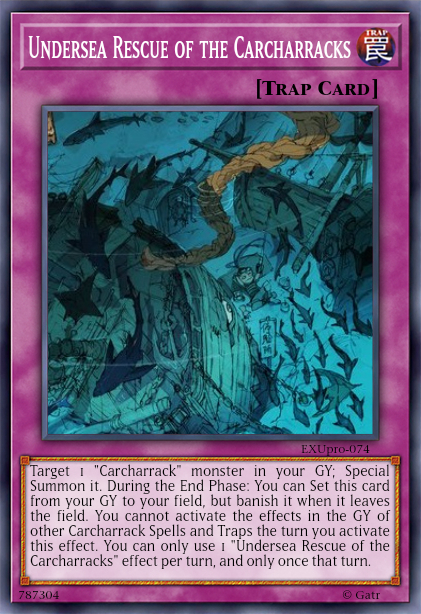 UNDERSEA RESCUE OF THE CARCHARRACKS
TRAP
罠
[TRAP CARD]
EXUpro-074
Target 1 "Carcharrack" monster in your GY; Special
Summon it. During the End Phase: You can Set this card
from your GY to your field, but banish it when it leaves
the field. You cannot activate the effects in the GY of
other Carcharrack Spells and Traps the turn you activate
this effect. You can only use 1 "Undersea Rescue of the
Carcharracks" effect per turn, and only once that turn.
787304
© Gatr